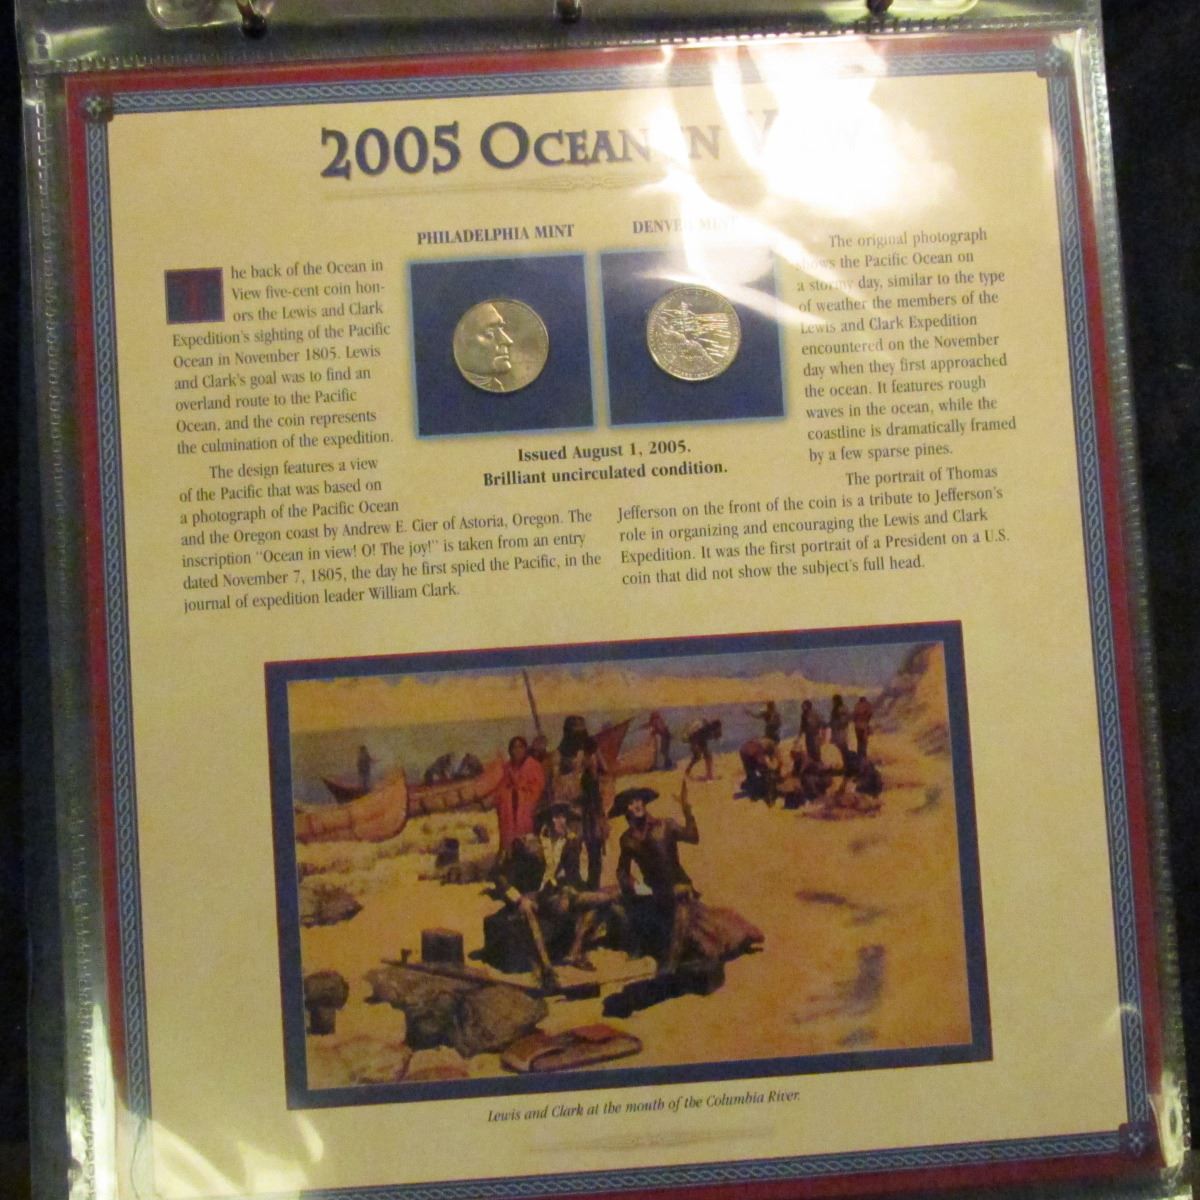 2005 OCEAN IN
PHILADELPHIA MINT
DENVER MINT
The back of the Ocean in
View five-cent coin hon-
ors the Lewis and Clark
Expedition's sighting of the Pacific
Ocean in November 1805. Lewis
and Clark's goal was to find an
overland route to the Pacific
Ocean, and the coin represents
the culmination of the expedition.
The design features a view
of the Pacific that was based on
a photograph of the Pacific Ocean
and the Oregon coast by Andrew E. Cier of Astoria, Oregon. The
inscription "Ocean in view! O! The joy!" is taken from an entry
dated November 7, 1805, the day he first spied the Pacific, in the
journal of expedition leader William Clark.
Issued August 1, 2005.
Brilliant uncirculated condition.
The original photograph
shows the Pacific Ocean on
a stormy day, similar to the type
of weather the members of the
Lewis and Clark Expedition
encountered on the November
day when they first approached
the ocean. It features rough
waves in the ocean, while the
coastline is dramatically framed
by a few sparse pines.
The portrait of Thomas
Jefferson on the front of the coin is a tribute to Jefferson's
role in organizing and encouraging the Lewis and Clark
Expedition. It was the first portrait of a President on a U.S.
coin that did not show the subject's full head.
Lewis and Clark at the mouth of the Columbia River.